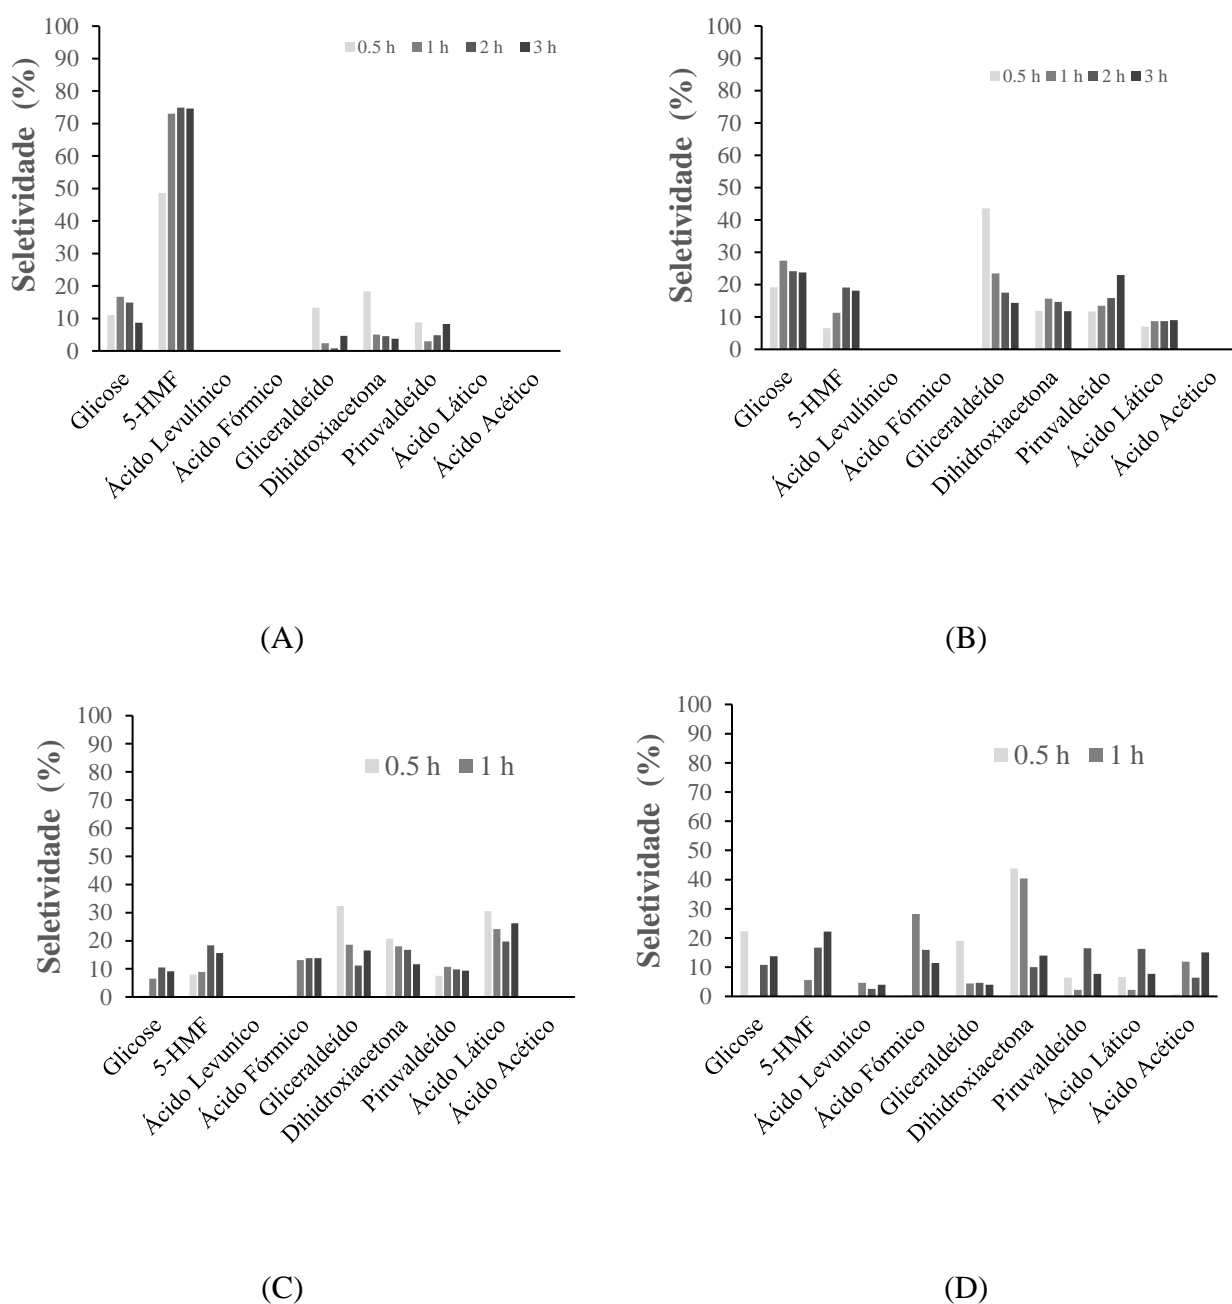 Seletividade (%)
100
90
80
70
60
50
40
30
20
10
0
0.5 h 1 h 2 h 3 h
Glicose
5-HMF
Ácido Levulínico
Ácido Fórmico
Gliceraldeído
Dihidroxiacetona
Piruvaldeído
Ácido Lático
Ácido Acético
(A)
Seletividade (%)
100
90
80
70
60
50
40
30
20
10
0
0.5 h 1 h 2 h 3 h
Glicose
5-HMF
Ácido Levulínico
Ácido Fórmico
Gliceraldeído
Dihidroxiacetona
Piruvaldeído
Ácido Lático
Ácido Acético
(B)
Seletividade (%)
100
90
80
70
60
50
40
30
20
10
0
0.5 h 1 h
Glicose
5-HMF
Ácido Levuníco
Ácido Fórmico
Gliceraldeído
Dihidroxiacetona
Piruvaldeído
Ácido Lático
Ácido Acético
(C)
Seletividade (%)
100
90
80
70
60
50
40
30
20
10
0
0.5 h 1 h
Glicose
5-HMF
Ácido Levuníco
Ácido Fórmico
Gliceraldeído
Dihidroxiacetona
Piruvaldeído
Ácido Lático
Ácido Acético
(D)